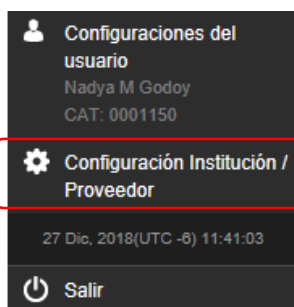 Configuraciones del
usuario
Nadya M Godoy
CAT: 0001150
Configuración Institución /
Proveedor
27 Dic, 2018(UTC -6) 11:41:03
Salir